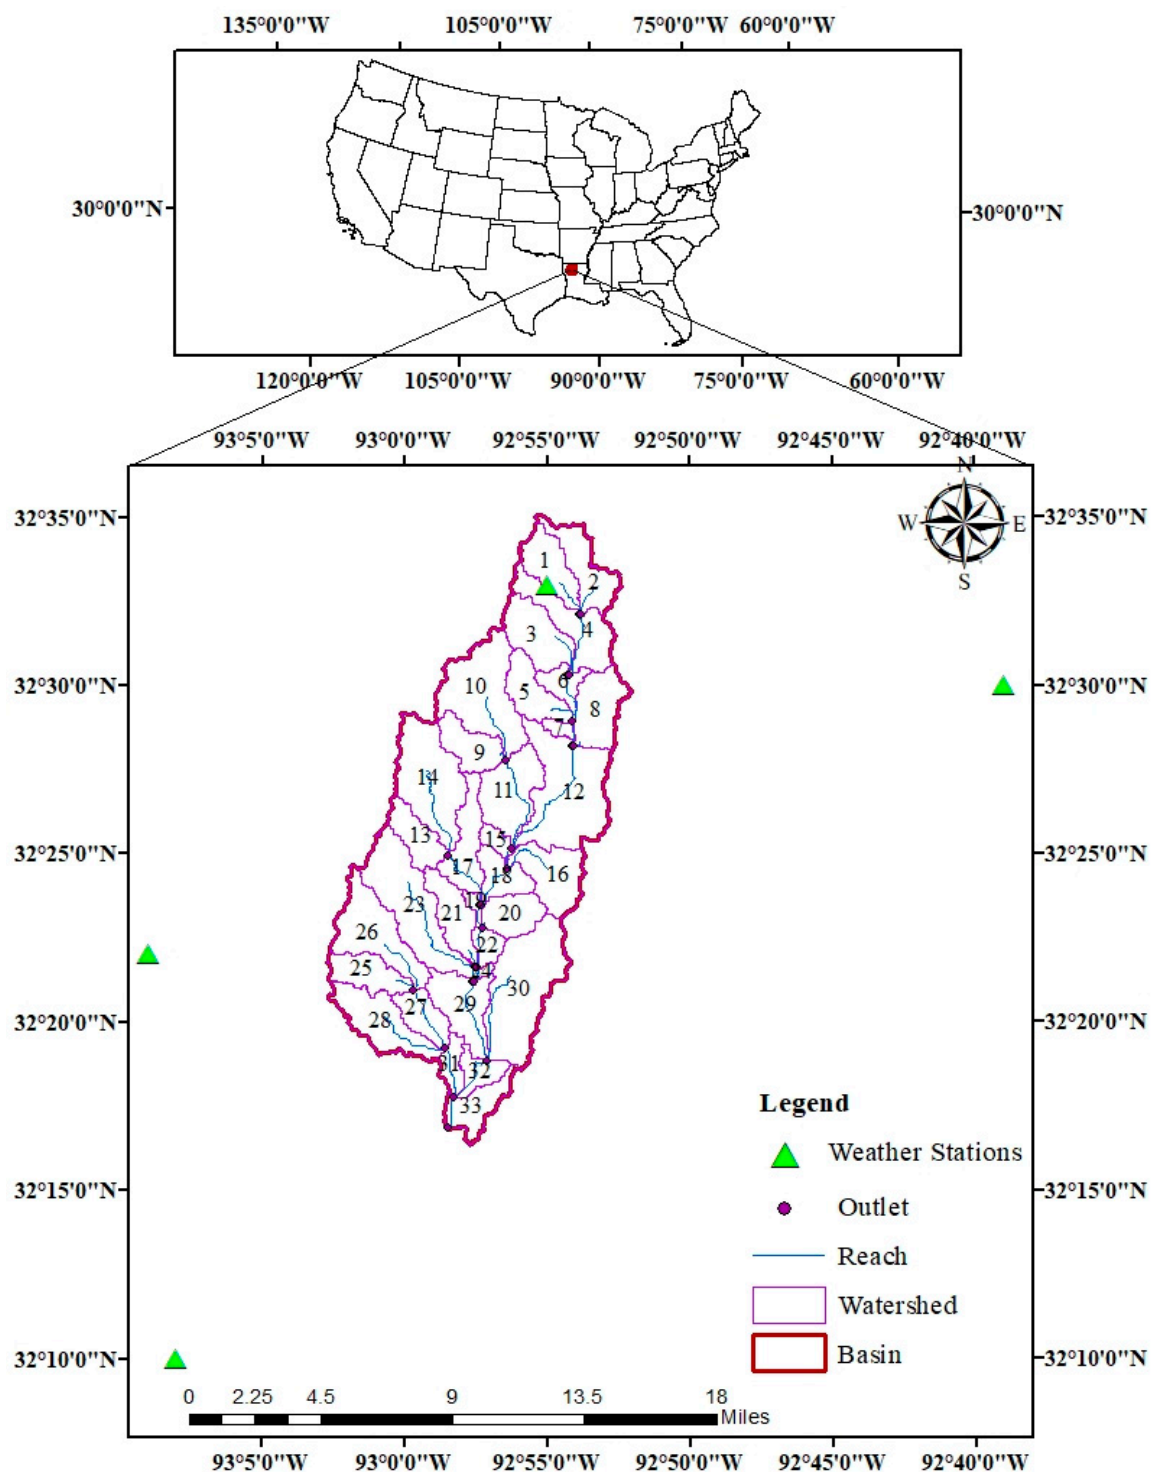 135°0'0"W 105°0'0"W 75°0'0"W 60°0'0"W
30°0'0"N 30°0'0"N
120°0'0"W 105°0'0"W 90°0'0"W 75°0'0"W 60°0'0"W
93°5'0"W 93°0'0"W 92°55'0"W 92°50'0"W 92°45'0"W 92°40'0"W
N
32°35'0"N W E 32°35'0"N
S
1
2
3 4
32°30'0"N 6 32°30'0"N
10 5 8
7
9
14 11 12
13 15
32°25'0"N 17 18 16 32°25'0"N
19
23 21 20
26 22
25 4
30
27 29
28
32°20'0"N 32°20'0"N
31 32
33
Legend
Weather Stations
32°15'0"N Outlet 32°15'0"N
Reach
Watershed
32°10'0"N Basin 32°10'0"N
0 2.25 4.5 9 13.5 18
Miles
93°5'0"W 93°0'0"W 92°55'0"W 92°50'0"W 92°45'0"W 92°40'0"W